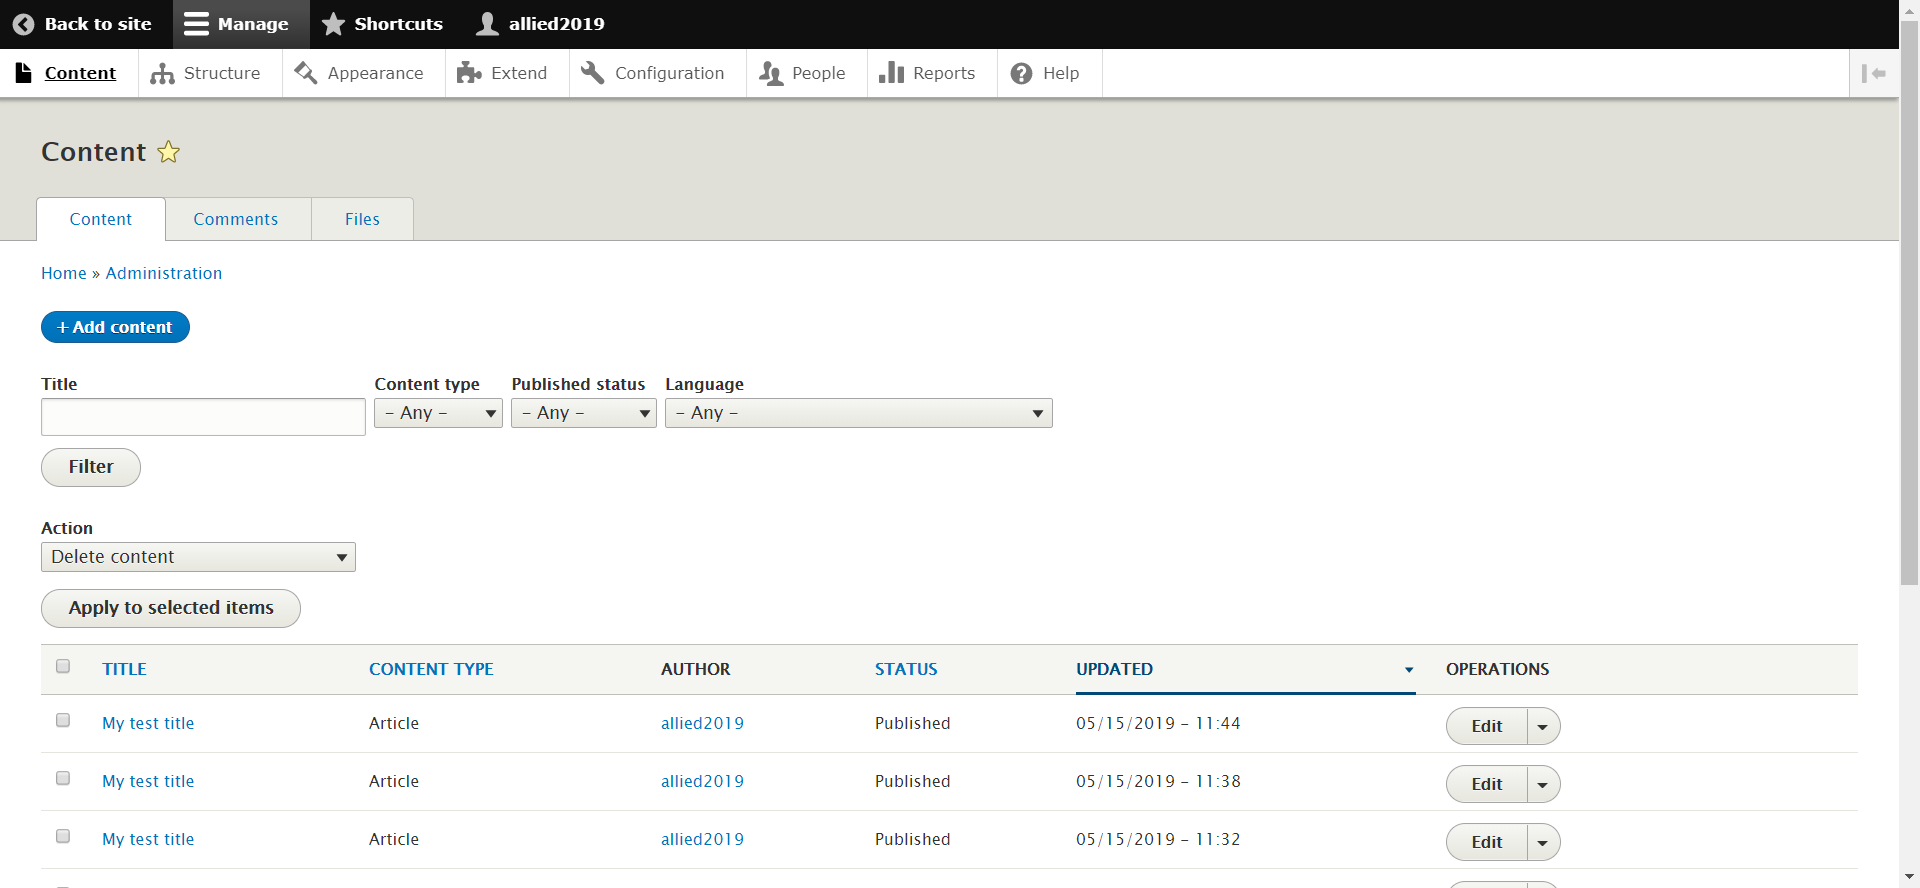 Back to site Manage Shortcuts allied2019
Content Structure Appearance Extend Configuration People Reports Help
Content
Content Comments Files
Home » Administration
+ Add content
Title Content type Published status Language
- Any - - Any - - Any -
Filter
Action
Delete content
Apply to selected items
TITLE CONTENT TYPE AUTHOR STATUS UPDATED OPERATIONS
My test title Article allied2019 Published 05/15/2019 - 11:44 Edit
My test title Article allied2019 Published 05/15/2019 - 11:38 Edit
My test title Article allied2019 Published 05/15/2019 - 11:32 Edit